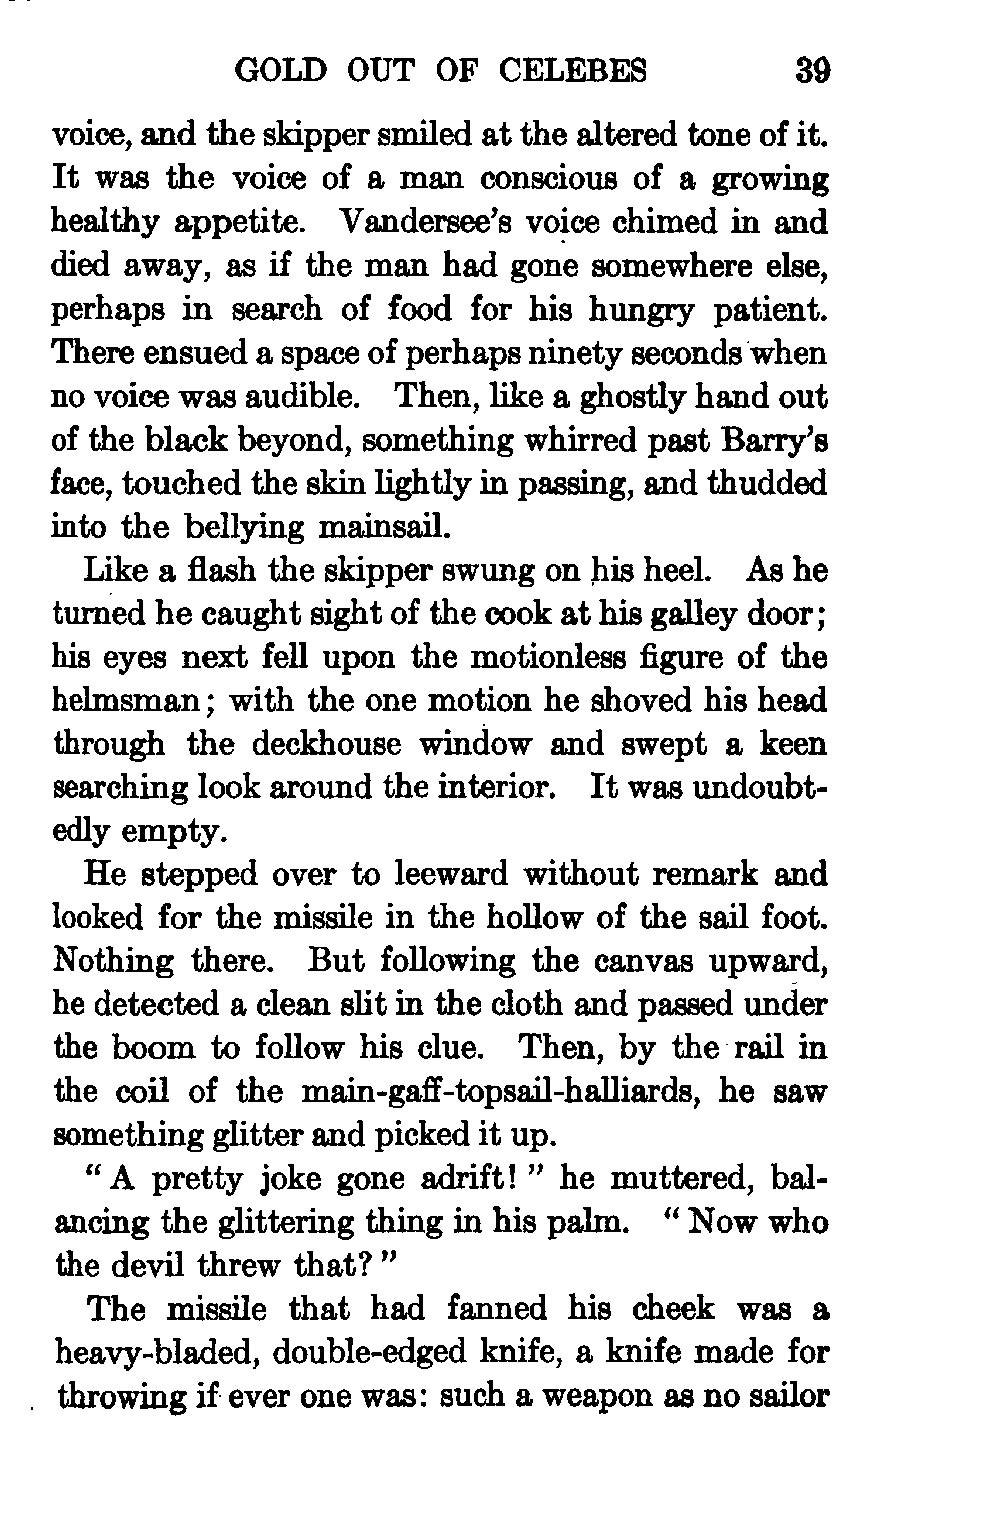 GOLD OUT OF CELEBES 39
voice, and the skipper smiled at the altered tone of it.
It was the voice of a man conscious of a growing
healthy appetite. Vandersee's voice chimed in and
died away, as if the man had gone somewhere else,
perhaps in search of food for his hungry patient.
There ensued a space of perhaps ninety seconds when
no voice was audible. Then, like a ghostly hand out
of the black beyond, something whirred past Barry's
face, touched the skin lightly in passing, and thudded
into the bellying mainsail.
Like a flash the skipper swung on his heel. As he
turned he caught sight of the cook at his galley door;
his eyes next fell upon the motionless figure of the
helmsman; with the one motion he shoved his head
through the deckhouse window and swept a keen
searching look around the interior. It was undoubt-
edly empty.
He stepped over to leeward without remark and
looked for the missile in the hollow of the sail foot.
Nothing there. But following the canvas upward,
he detected a clean slit in the cloth and passed under
the boom to follow his clue. Then, by the rail in
the coil of the main-gaff-topsail-halliards, he saw
something glitter and picked it up.
"A pretty joke gone adrift!" he muttered, bal-
ancing the glittering thing in his palm. "Now who
the devil threw that?"
The missile that had fanned his cheek was a
heavy-bladed, double-edged knife, a knife made for
throwing if ever one was: such a weapon as no sailor